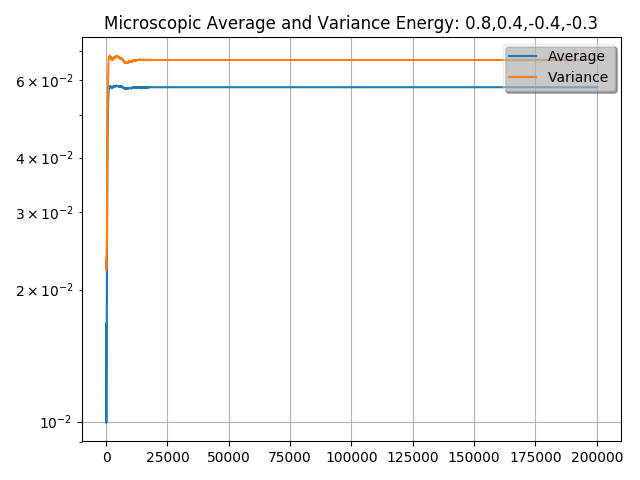 Microscopic Average and Variance Energy: 0.8,0.4,-0.4,-0.3
Average
Variance
6 × 10⁻²
4 × 10⁻²
3 × 10⁻²
2 × 10⁻²
10⁻²
0 25000 50000 75000 100000 125000 150000 175000 200000